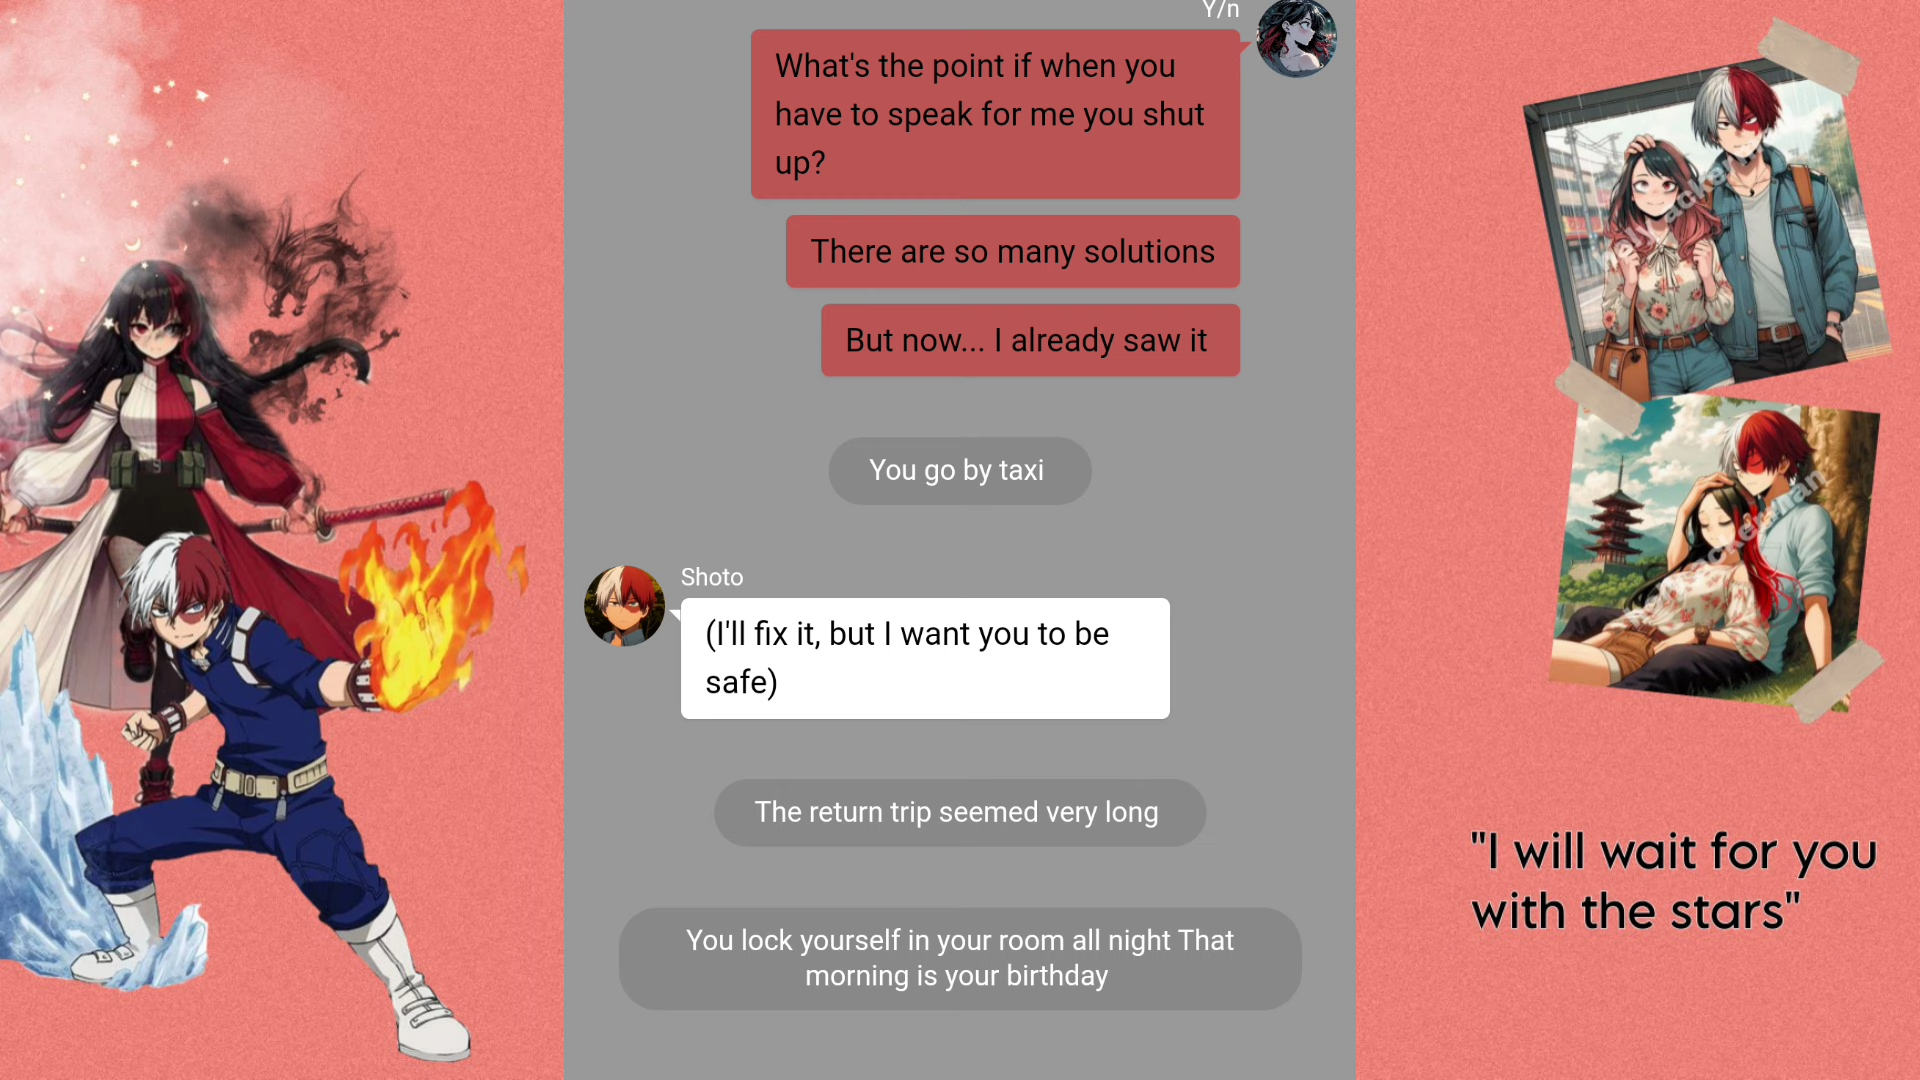 Y/n
What's the point if when you
have to speak for me you shut
up?
There are so many solutions
But now... I already saw it
You go by taxi
Shoto
(I'll fix it, but I want you to be
safe)
The return trip seemed very long
You lock yourself in your room all night That
morning is your birthday
"I will wait for you
with the stars"